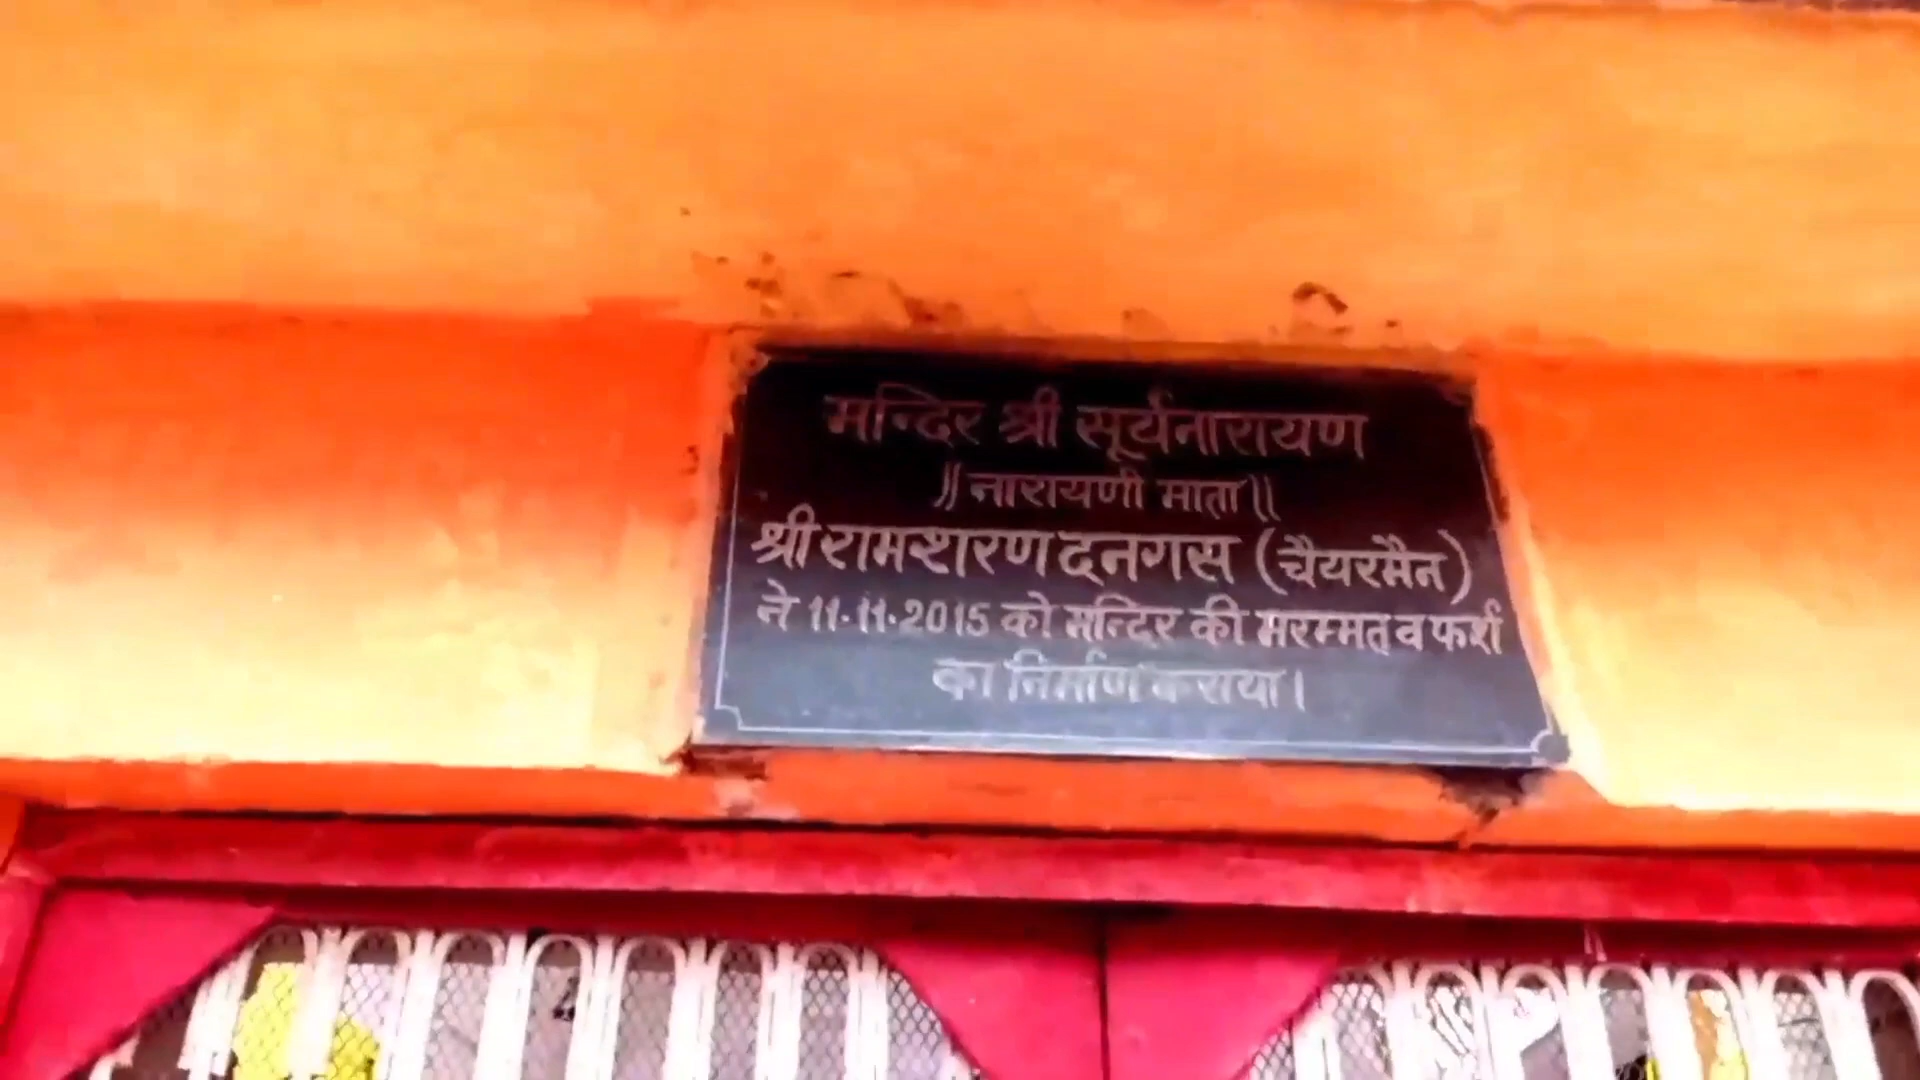 मन्दिर श्री सूर्यनारायण
॥नारायणी माता॥
श्री रामशरण दनगस (चैयरमैन)
ने 11.11.2015 को मन्दिर की मरम्मत व फर्श
का निर्माण कराया।